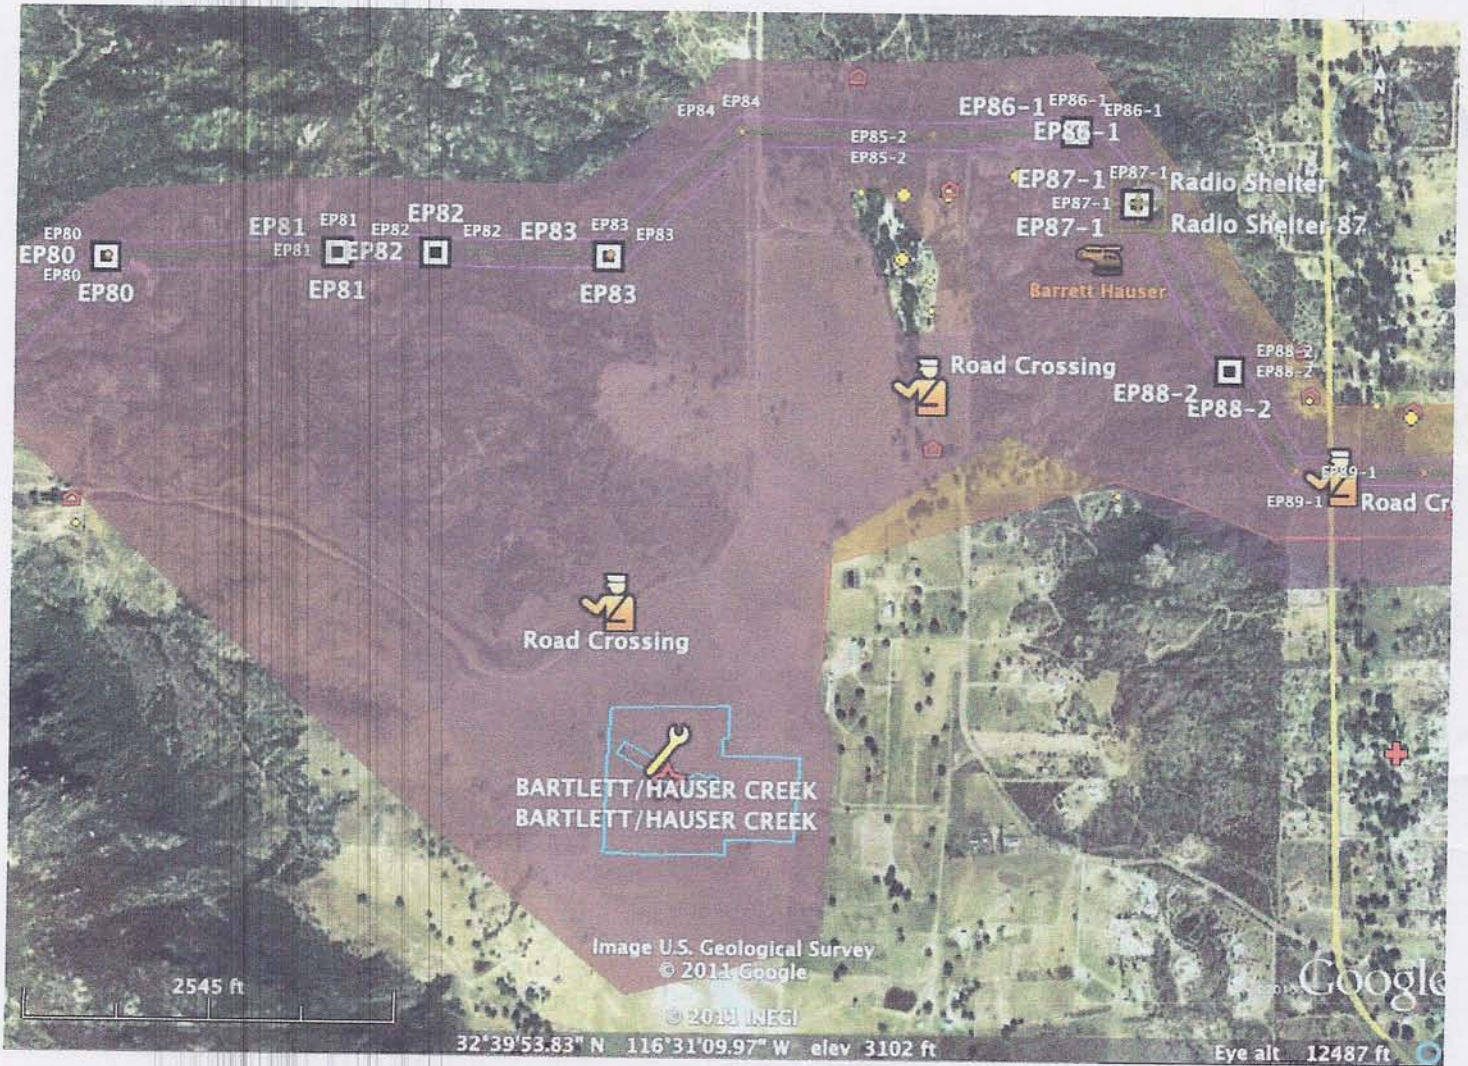 EP84 EP84
EP86-1 EP86-1 EP86-1
EP86-1
EP85-2
EP85-2
EP87-1 EP87-1 Radio Shelter
EP87-1
EP87-1 Radio Shelter 87
Barrett Hauser
EP80
EP80
EP80
EP80
EP81 EP81
EP81
EP81
EP82
EP82 EP82
EP82
EP83 EP83 EP83
EP83
Road Crossing
EP88-2
EP88-2
EP88-2
EP88-2
EP89-1
EP89-1
Road Cr
Road Crossing
BARTLETT/HAUSER CREEK
BARTLETT/HAUSER CREEK
N
Image U.S. Geological Survey
© 2011 Google
© 2011 INEGI
©2010 Google
2545 ft
32°39'53.83" N 116°31'09.97" W elev 3102 ft
Eye alt 12487 ft